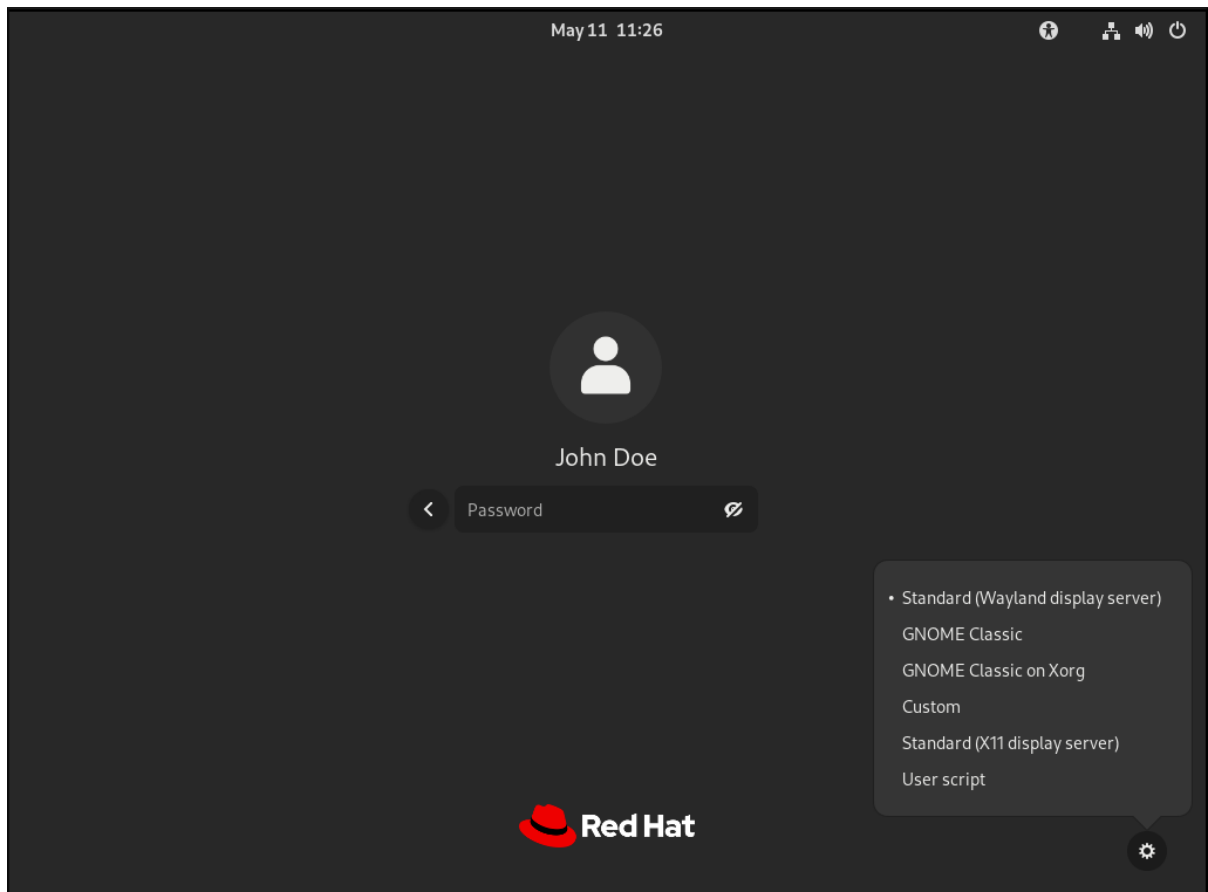 May 11 11:26
John Doe
Password
Standard (Wayland display server)
GNOME Classic
GNOME Classic on Xorg
Custom
Standard (X11 display server)
User script
Red Hat